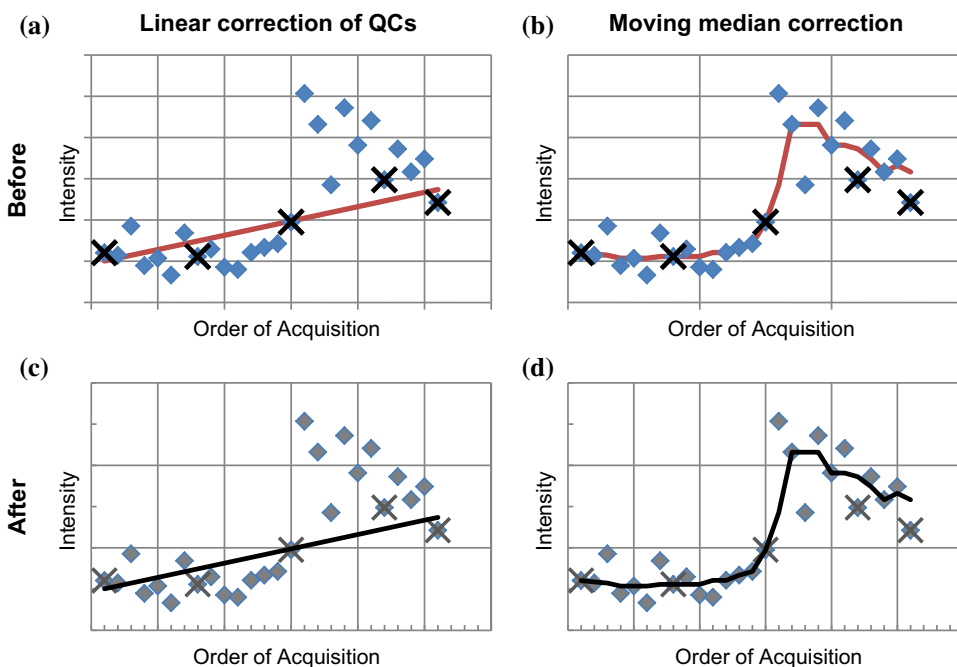 (a)
Linear correction of QCs
(b)
Moving median correction
Before
Intensity
Intensity
Order of Acquisition
Order of Acquisition
(c)
(d)
After
Intensity
Intensity
Order of Acquisition
Order of Acquisition